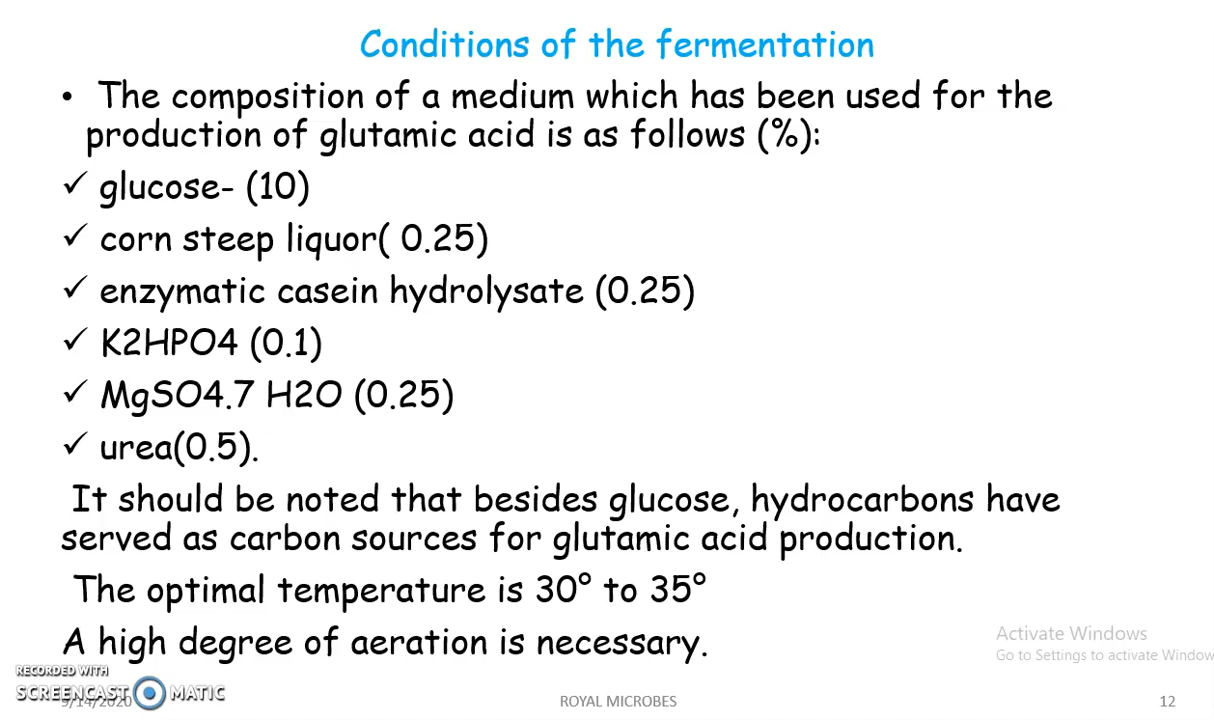 Conditions of the fermentation
• The composition of a medium which has been used for the
production of glutamic acid is as follows (%):
✓ glucose- (10)
✓ corn steep liquor( 0.25)
✓ enzymatic casein hydrolysate (0.25)
✓ K2HPO4 (0.1)
✓ MgSO4.7 H2O (0.25)
✓ urea(0.5).
It should be noted that besides glucose, hydrocarbons have
served as carbon sources for glutamic acid production.
The optimal temperature is 30° to 35°
A high degree of aeration is necessary.
Activate Windows
Go to Settings to activate Window
RECORDED WITH
SCREENCAST MATIC
9/14/2020
ROYAL MICROBES
12